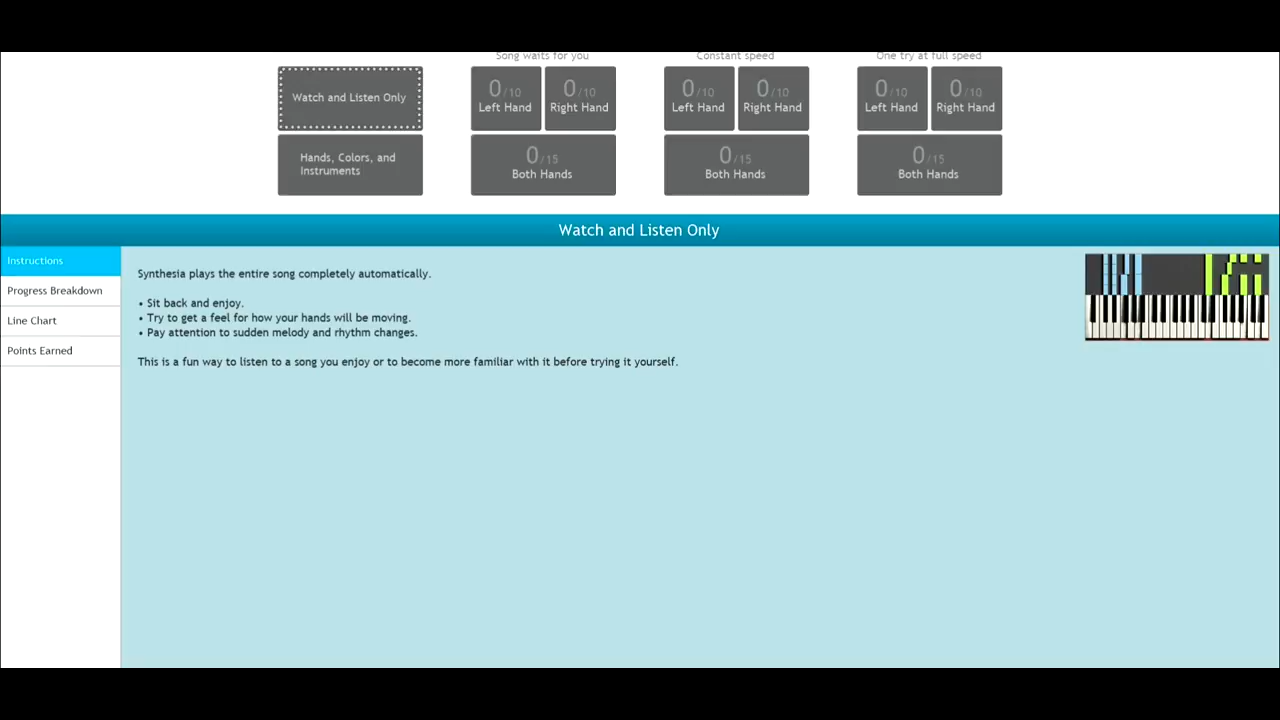 Song waits for you
Constant speed
One try at full speed
Watch and Listen Only
0/10
Left Hand
0/10
Right Hand
0/10
Left Hand
0/10
Right Hand
0/10
Left Hand
0/10
Right Hand
Hands, Colors, and
Instruments
0/15
Both Hands
0/15
Both Hands
0/15
Both Hands
Watch and Listen Only
Instructions
Progress Breakdown
Line Chart
Points Earned
Synthesia plays the entire song completely automatically.
• Sit back and enjoy.
• Try to get a feel for how your hands will be moving.
• Pay attention to sudden melody and rhythm changes.
This is a fun way to listen to a song you enjoy or to become more familiar with it before trying it yourself.